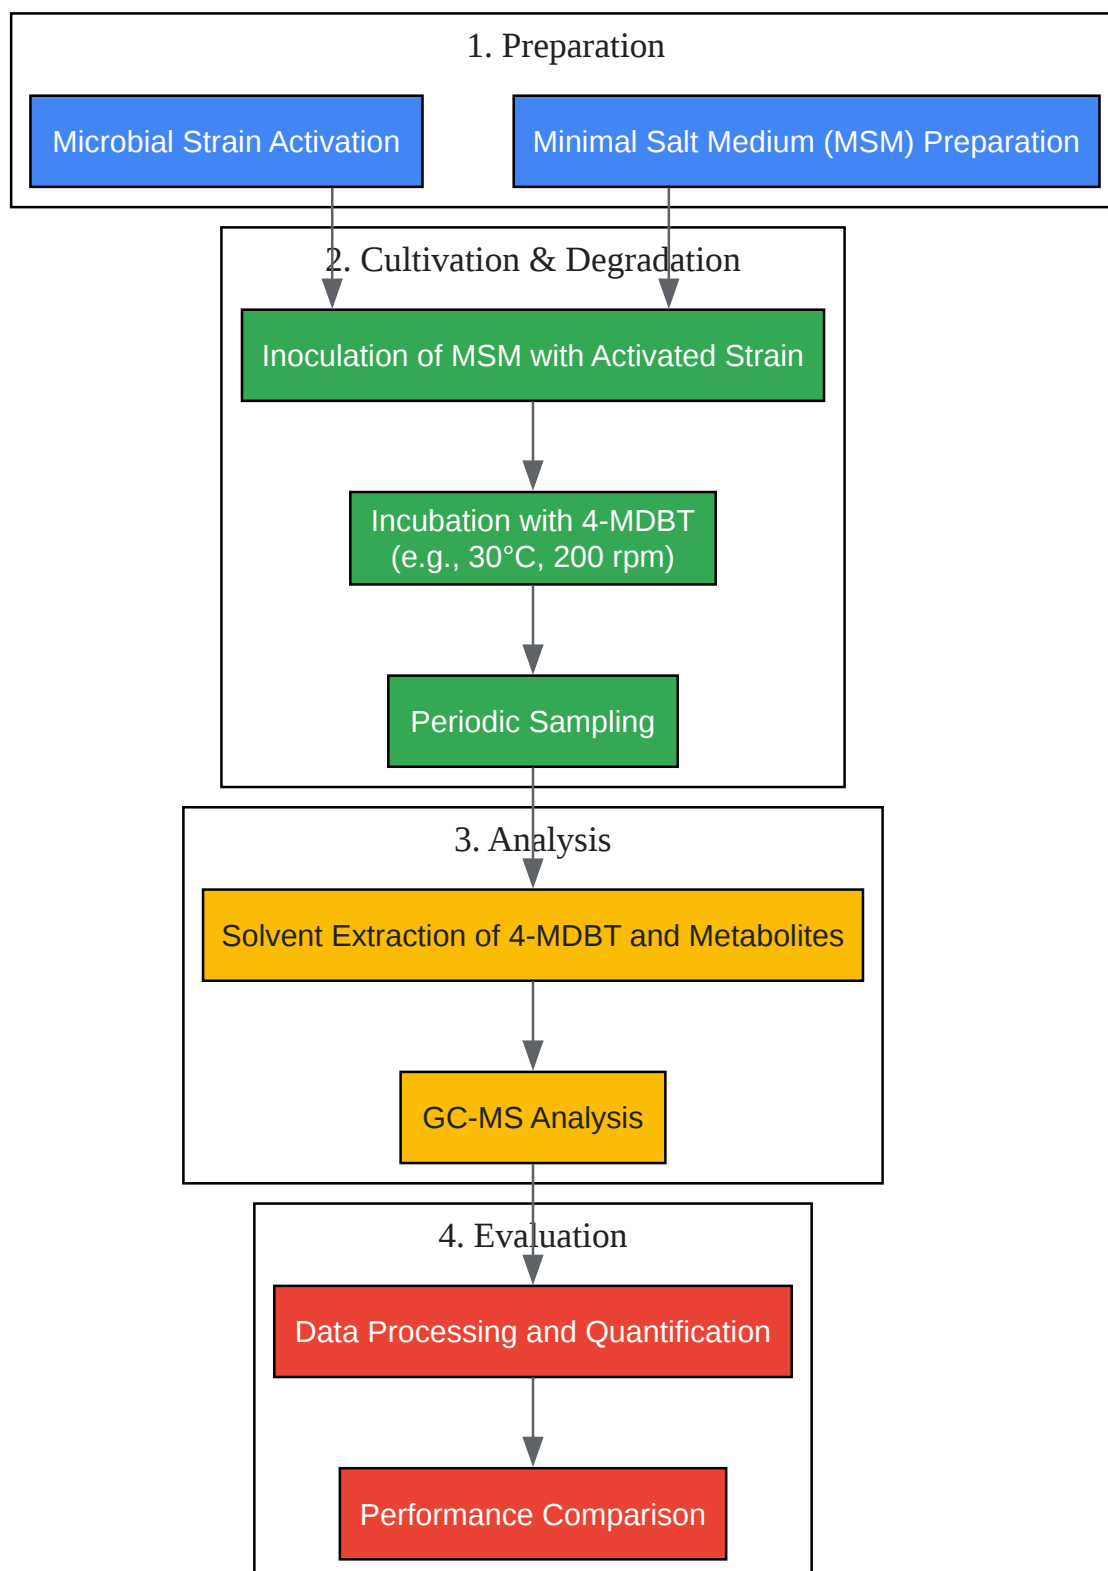 1. Preparation
Microbial Strain Activation
Minimal Salt Medium (MSM) Preparation
2. Cultivation & Degradation
Inoculation of MSM with Activated Strain
Incubation with 4-MDBT
(e.g., 30°C, 200 rpm)
Periodic Sampling
3. Analysis
Solvent Extraction of 4-MDBT and Metabolites
GC-MS Analysis
4. Evaluation
Data Processing and Quantification
Performance Comparison